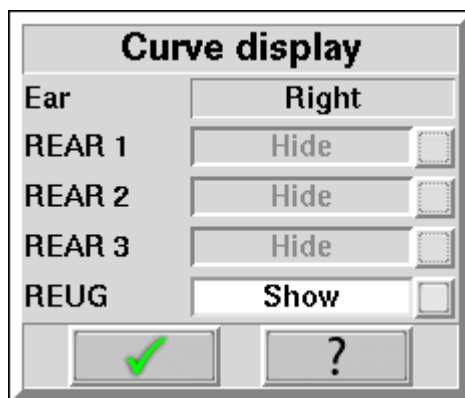 Curve display
Ear Right
REAR 1 Hide
REAR 2 Hide
REAR 3 Hide
REUG Show
?